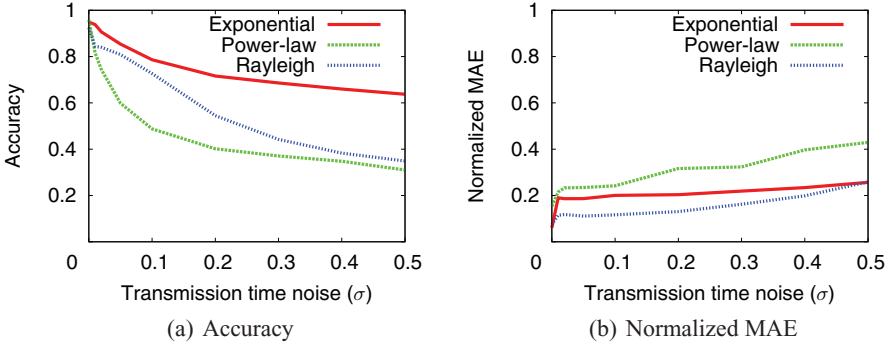 Exponential
Power-law
Rayleigh
Accuracy
1
0.8
0.6
0.4
0.2
0 0.1 0.2 0.3 0.4 0.5
Transmission time noise (σ)
(a) Accuracy
Exponential
Power-law
Rayleigh
Normalized MAE
1
0.8
0.6
0.4
0.2
0 0.1 0.2 0.3 0.4 0.5
Transmission time noise (σ)
(b) Normalized MAE